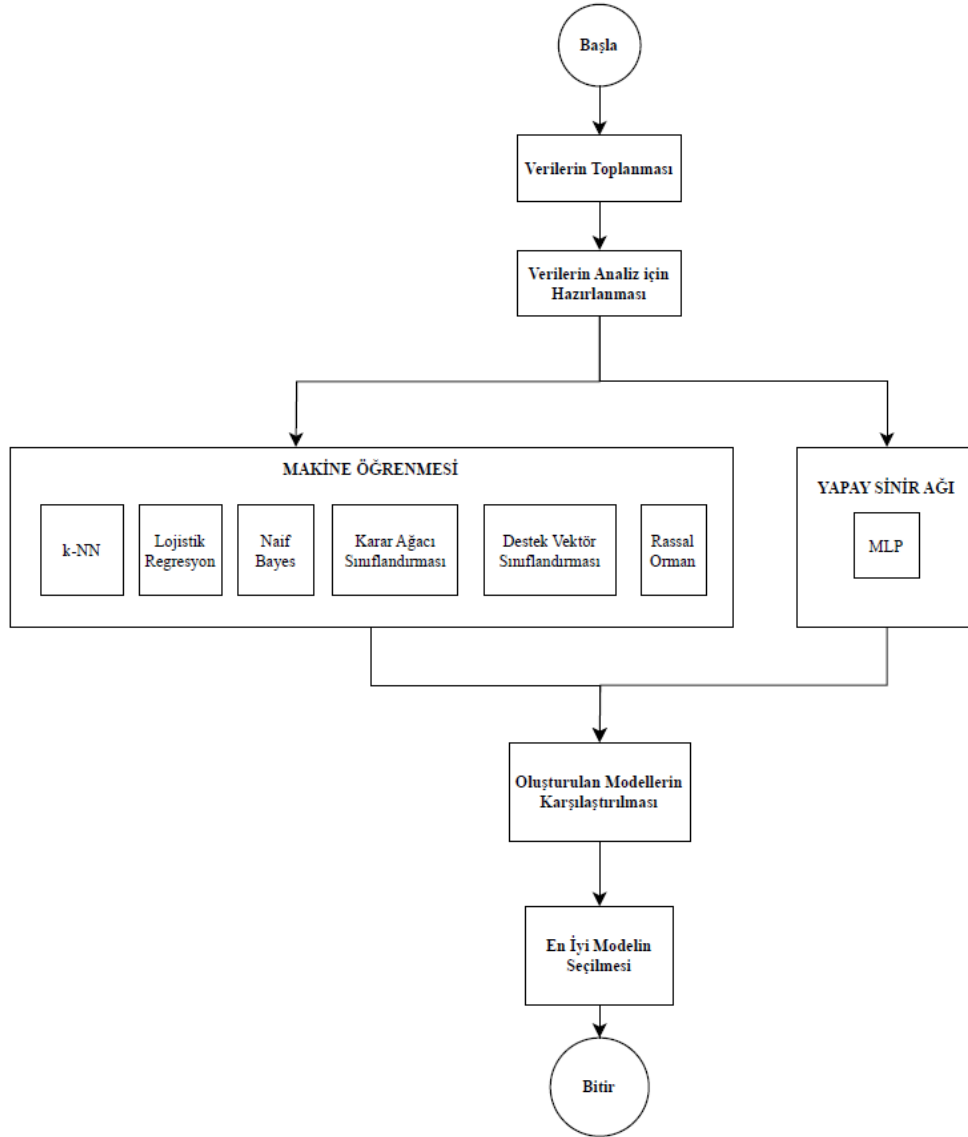 Başla
Verilerin Toplanması
Verilerin Analiz için
Hazırlanması
MAKİNE ÖĞRENMESİ
k-NN
Lojistik
Regresyon
Naif
Bayes
Karar Ağacı
Sınıflandırması
Destek Vektör
Sınıflandırması
Rassal
Orman
YAPAY SİNİR AĞI
MLP
Oluşturulan Modellerin
Karşılaştırılması
En İyi Modelin
Seçilmesi
Bitir